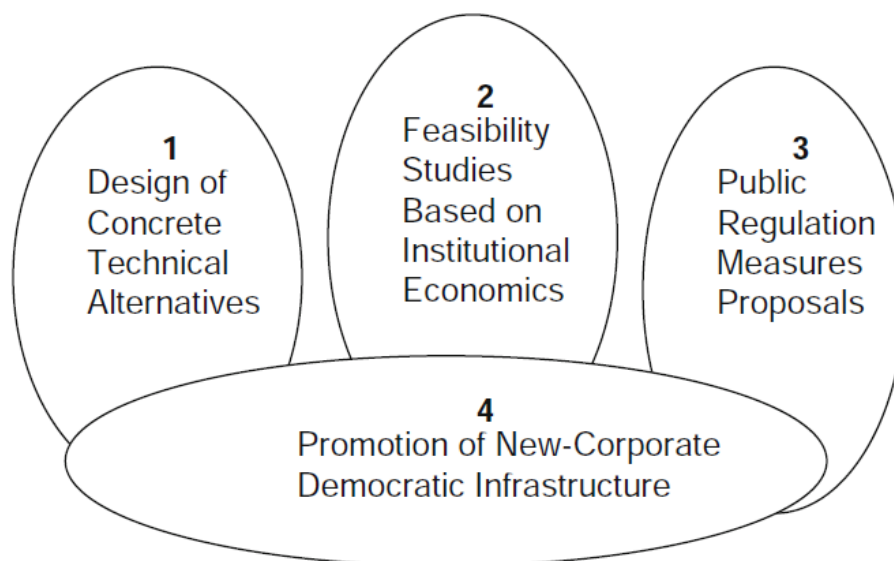 1
Design of
Concrete
Technical
Alternatives
2
Feasibility
Studies
Based on
Institutional
Economics
3
Public
Regulation
Measures
Proposals
4
Promotion of New-Corporate
Democratic Infrastructure